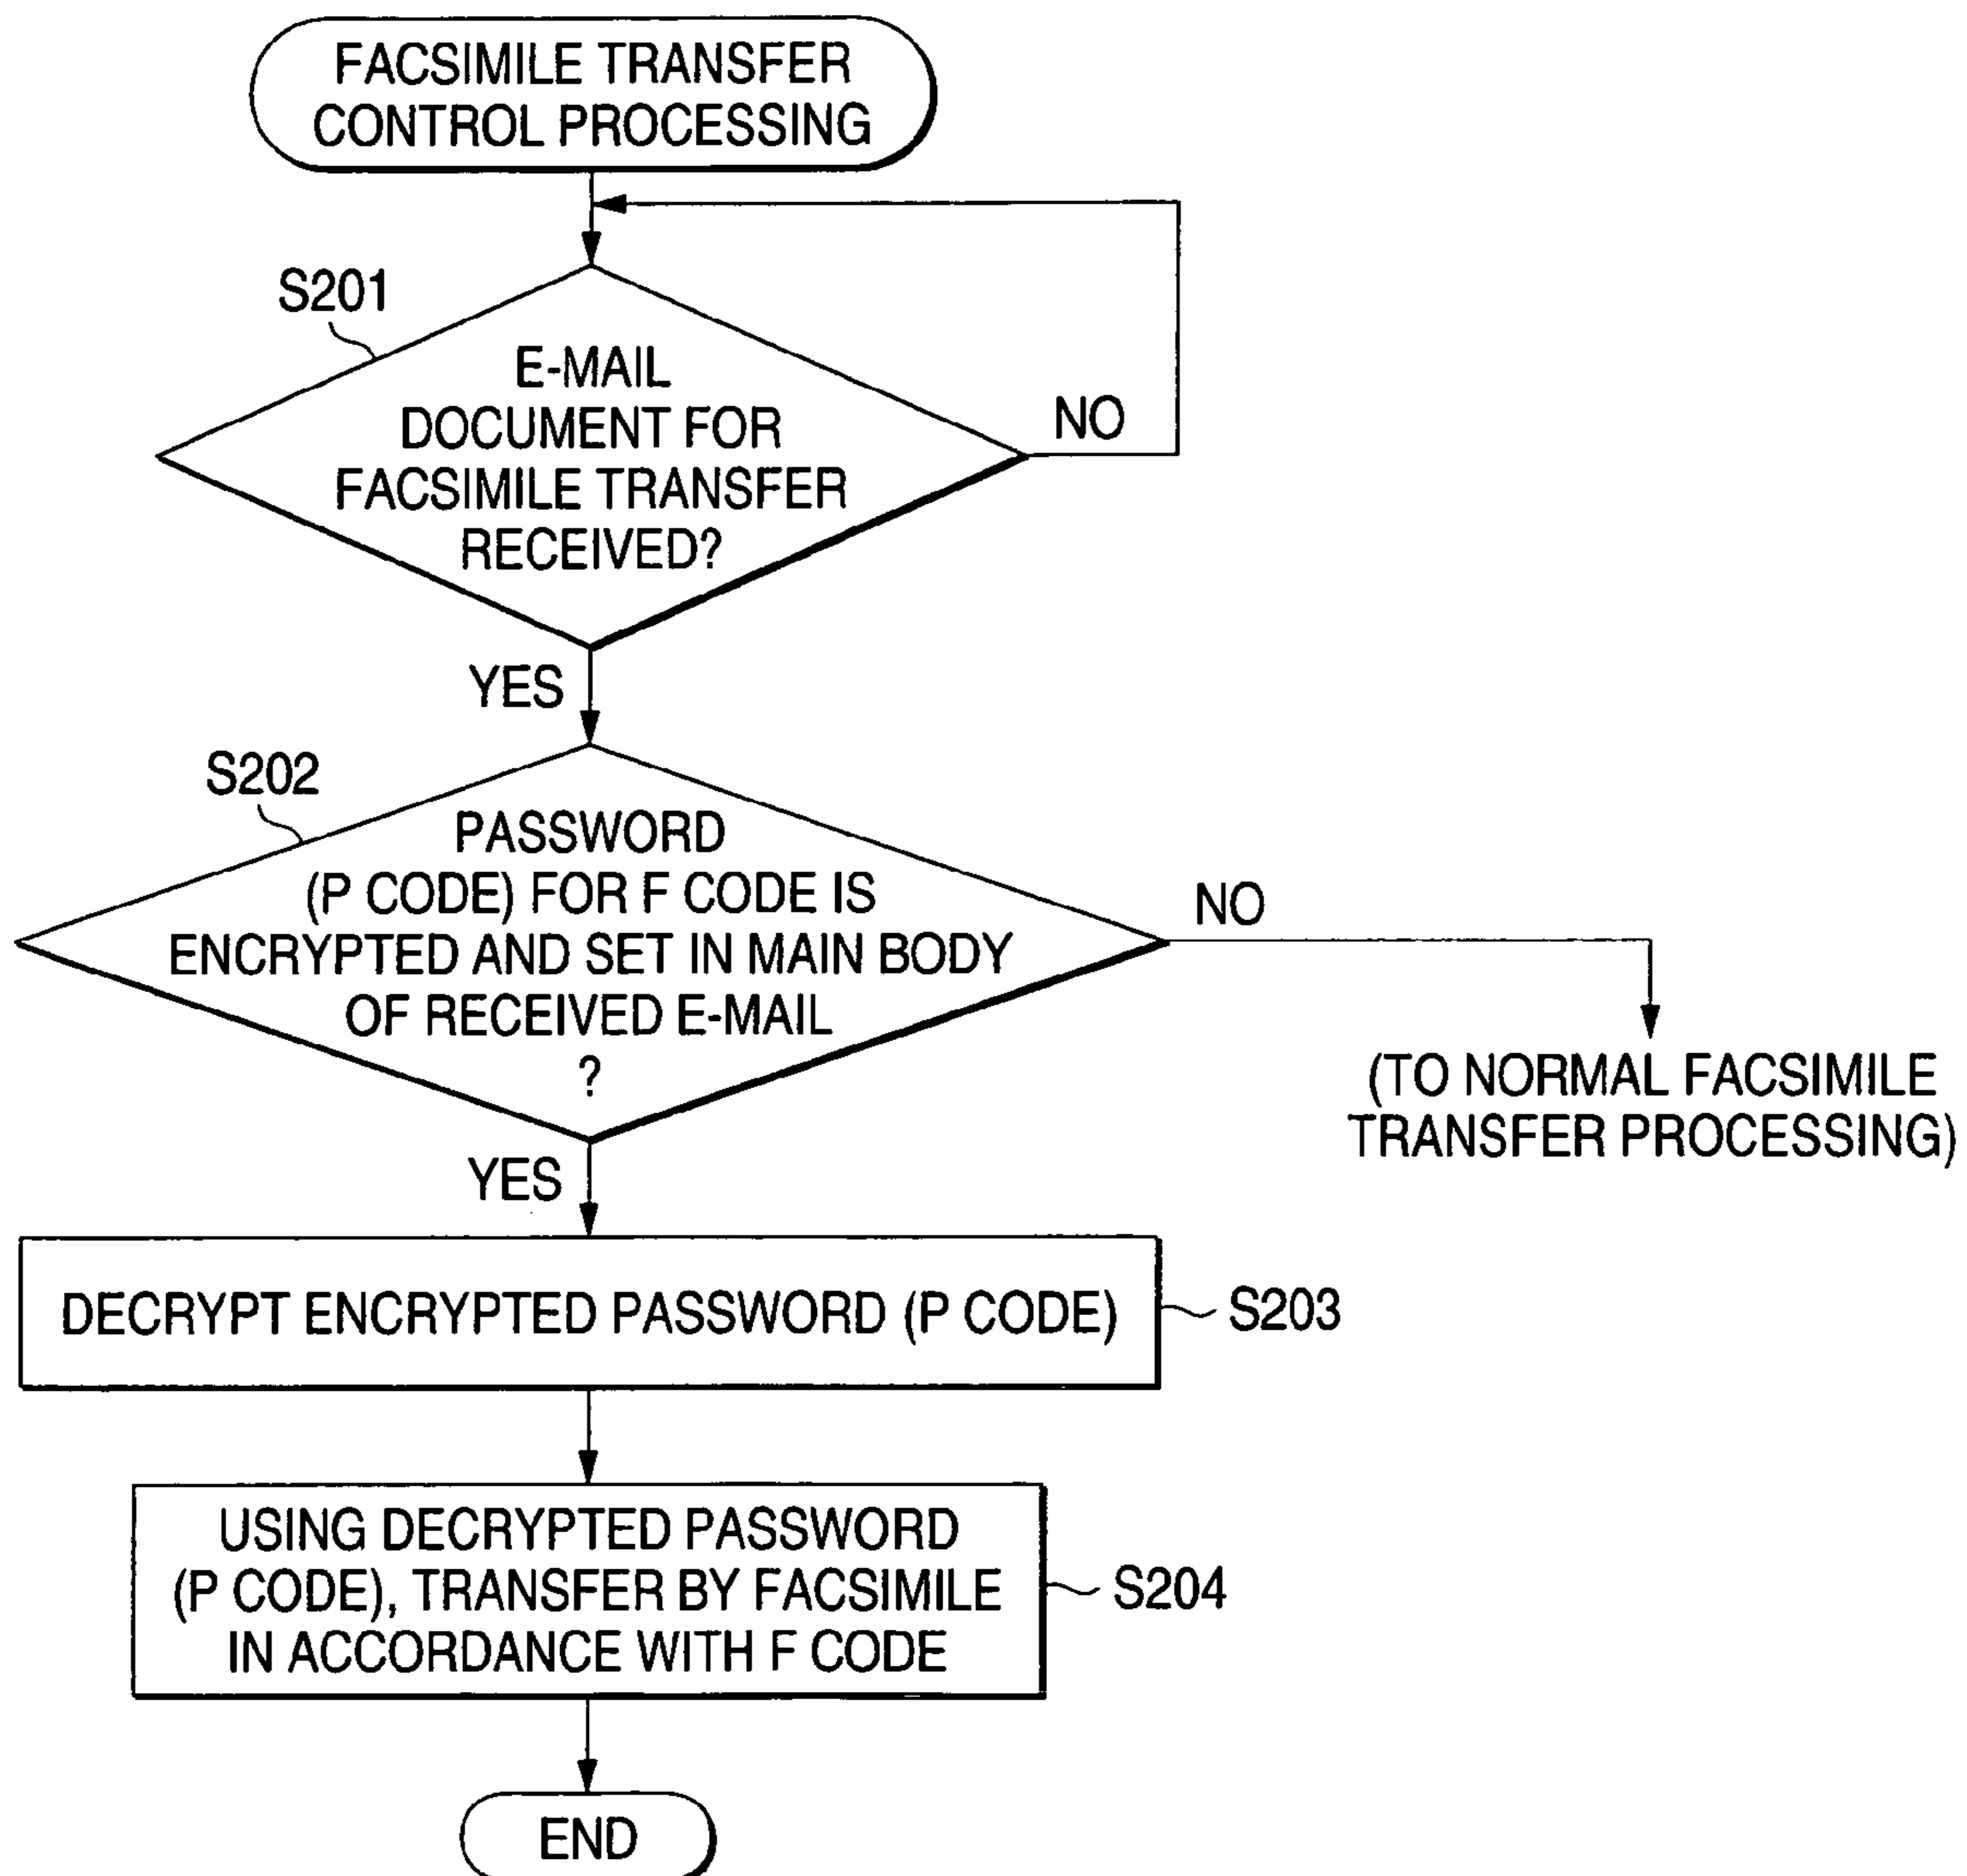 FACSIMILE TRANSFER
CONTROL PROCESSING
S201
E-MAIL
DOCUMENT FOR
FACSIMILE TRANSFER
RECEIVED?
NO
YES
S202
PASSWORD
(P CODE) FOR F CODE IS
ENCRYPTED AND SET IN MAIN BODY
OF RECEIVED E-MAIL
?
NO
(TO NORMAL FACSIMILE
TRANSFER PROCESSING)
YES
DECRYPT ENCRYPTED PASSWORD (P CODE)
S203
USING DECRYPTED PASSWORD
(P CODE), TRANSFER BY FACSIMILE
IN ACCORDANCE WITH F CODE
S204
END